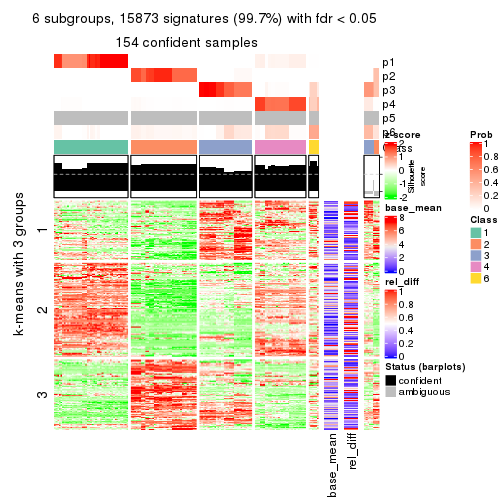 6 subgroups, 15873 signatures (99.7%) with fdr < 0.05
154 confident samples
p1
p2
p3
p4
p5
p6
Class
Silhouette
score
k-means with 3 groups
1
2
3
base_mean
rel_diff
z-score
2
1
0
-1
-2
base_mean
8
6
4
2
0
rel_diff
1
0.8
0.6
0.4
0.2
0
Status (barplots)
confident
ambiguous
Prob
1
0.8
0.6
0.4
0.2
0
Class
1
2
3
4
6